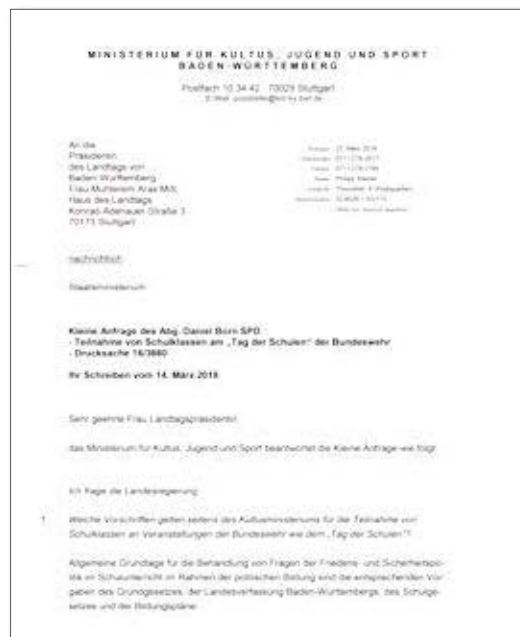 MINISTERIUM FÜR KULTUS, JUGEND UND SPORT
BADEN-WÜRTTEMBERG
Postfach 10 34 42 70029 Stuttgart
An die
Präsidentin
des Landtags von
Baden-Württemberg
Frau Muhterem Aras MdL
Haus des Landtags
Konrad-Adenauer-Straße 3
70173 Stuttgart
nachrichtlich
Staatsministerium
Kleine Anfrage des Abg. Daniel Born SPD
- Teilnahme von Schulklassen am „Tag der Schulen“ der Bundeswehr
- Drucksache 16/3660
Ihr Schreiben vom 14. März 2018
Sehr geehrte Frau Landtagspräsidentin,
das Ministerium für Kultus, Jugend und Sport beantwortet die Kleine Anfrage wie folgt:
Ich frage die Landesregierung:
1. Welche Vorschriften gelten seitens des Kultusministeriums für die Teilnahme von
Schulklassen an Veranstaltungen der Bundeswehr wie dem „Tag der Schulen“?
Allgemeine Grundlage für die Behandlung von Fragen der Friedens- und Sicherheitspo-
litik im Schulunterricht im Rahmen der politischen Bildung sind die entsprechenden Vor-
gaben des Grundgesetzes, der Landesverfassung Baden-Württembergs, des Schulge-
setzes und der Bildungspläne.